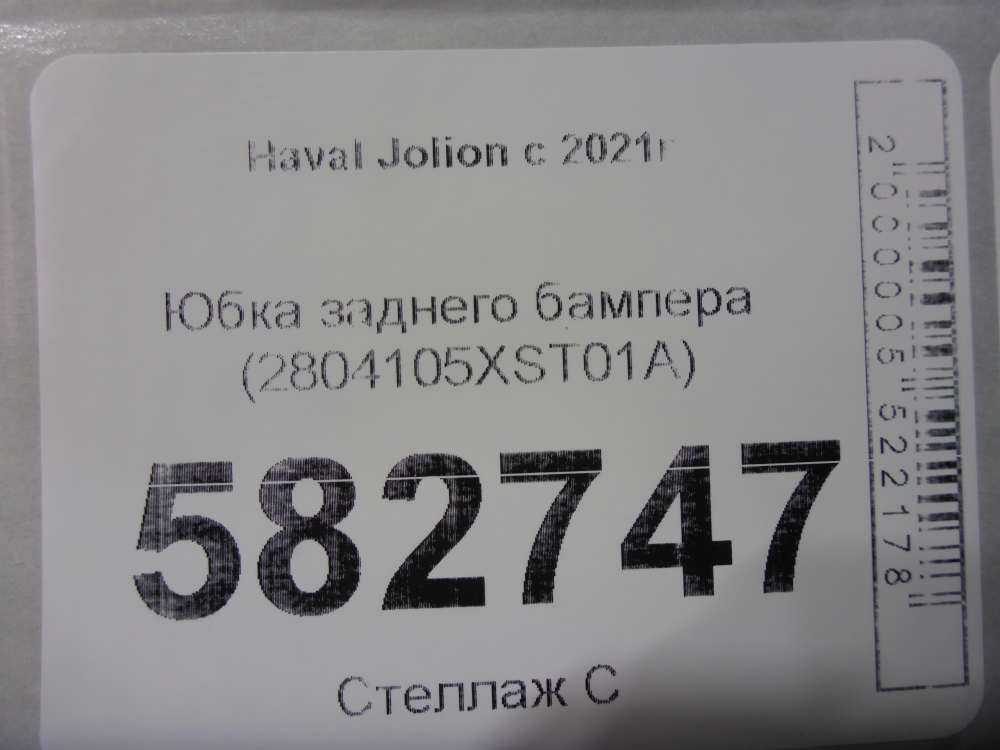 Haval Jolion с 2021г
Юбка заднего бампера
(2804105XST01A)
582747
Стеллаж С
2000005522178